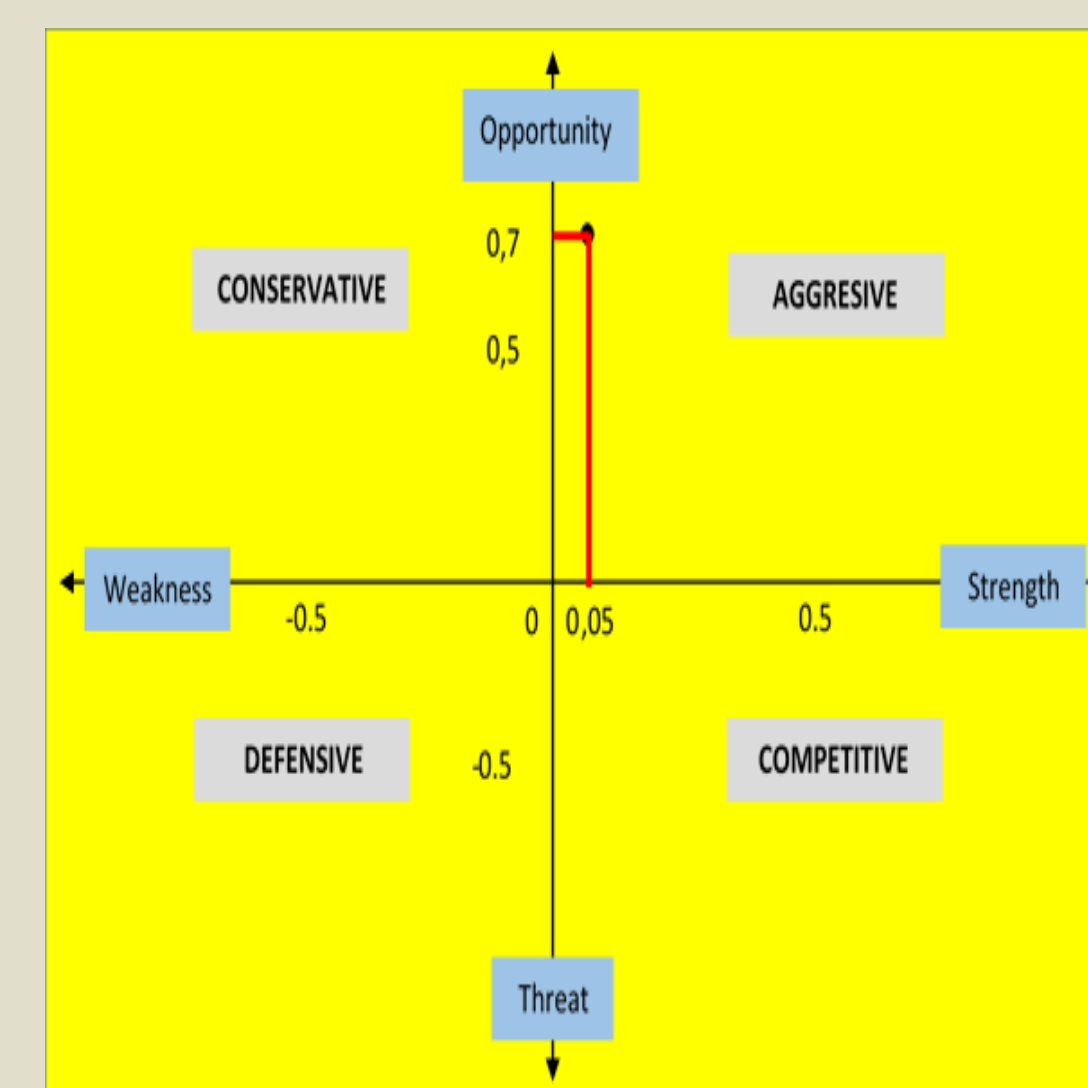 Opportunity
0,7
CONSERVATIVE
AGGRESIVE
0,5
Weakness
Strength
-0.5
0
0,05
0.5
DEFENSIVE
-0.5
COMPETITIVE
Threat